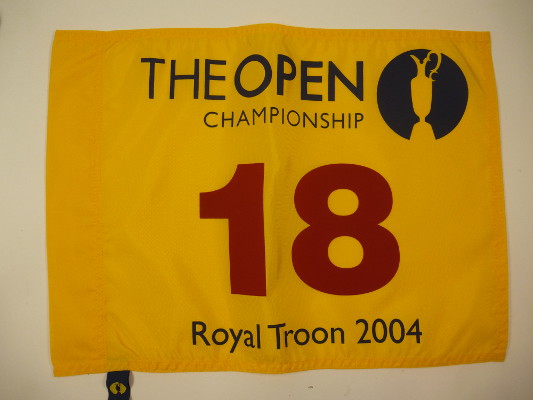 THE OPEN
CHAMPIONSHIP
18
Royal Troon 2004